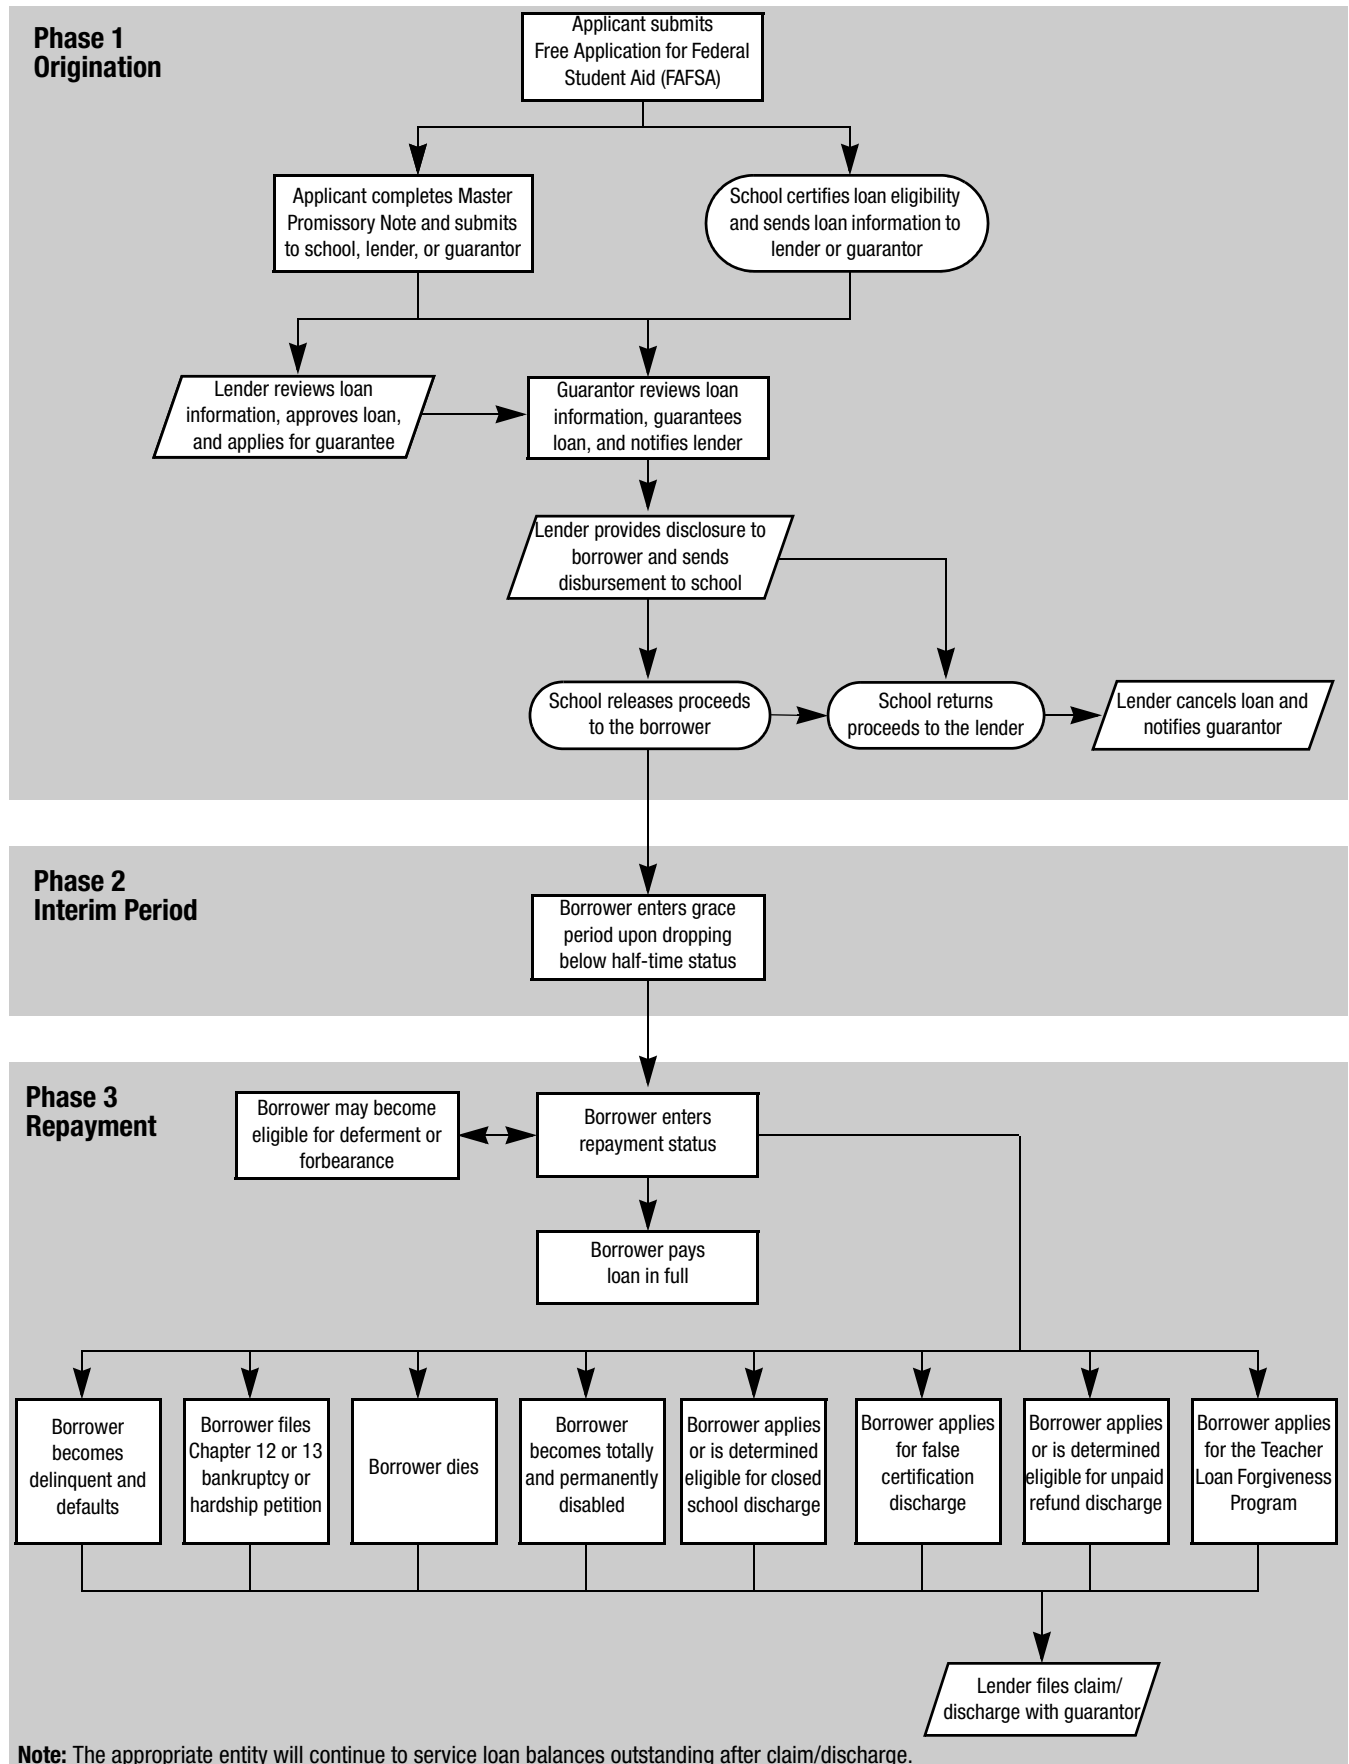 Phase 1
Origination
Applicant submits
Free Application for Federal
Student Aid (FAFSA)
Applicant completes Master
Promissory Note and submits
to school, lender, or guarantor
School certifies loan eligibility
and sends loan information to
lender or guarantor
Lender reviews loan
information, approves loan,
and applies for guarantee
Guarantor reviews loan
information, guarantees
loan, and notifies lender
Lender provides disclosure to
borrower and sends
disbursement to school
School releases proceeds
to the borrower
School returns
proceeds to the lender
Lender cancels loan and
notifies guarantor
Phase 2
Interim Period
Borrower enters grace
period upon dropping
below half-time status
Phase 3
Repayment
Borrower may become
eligible for deferment or
forbearance
Borrower enters
repayment status
Borrower pays
loan in full
Borrower
becomes
delinquent and
defaults
Borrower files
Chapter 12 or 13
bankruptcy or
hardship petition
Borrower dies
Borrower
becomes totally
and permanently
disabled
Borrower applies
or is determined
eligible for closed
school discharge
Borrower applies
for false
certification
discharge
Borrower applies
or is determined
eligible for unpaid
refund discharge
Borrower applies
for the Teacher
Loan Forgiveness
Program
Lender files claim/
discharge with guarantor
Note: The appropriate entity will continue to service loan balances outstanding after claim/discharge.